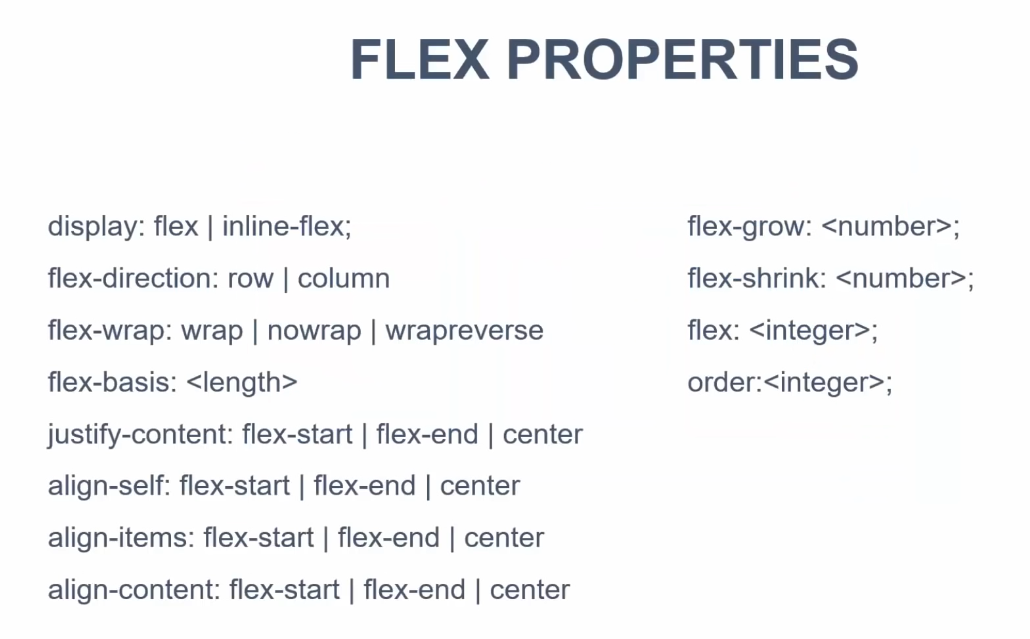 FLEX PROPERTIES
display: flex | inline-flex;
flex-direction: row | column
flex-wrap: wrap | nowrap | wrapreverse
flex-basis: <length>
justify-content: flex-start | flex-end | center
align-self: flex-start | flex-end | center
align-items: flex-start | flex-end | center
align-content: flex-start | flex-end | center
flex-grow: <number>;
flex-shrink: <number>;
flex: <integer>;
order:<integer>;